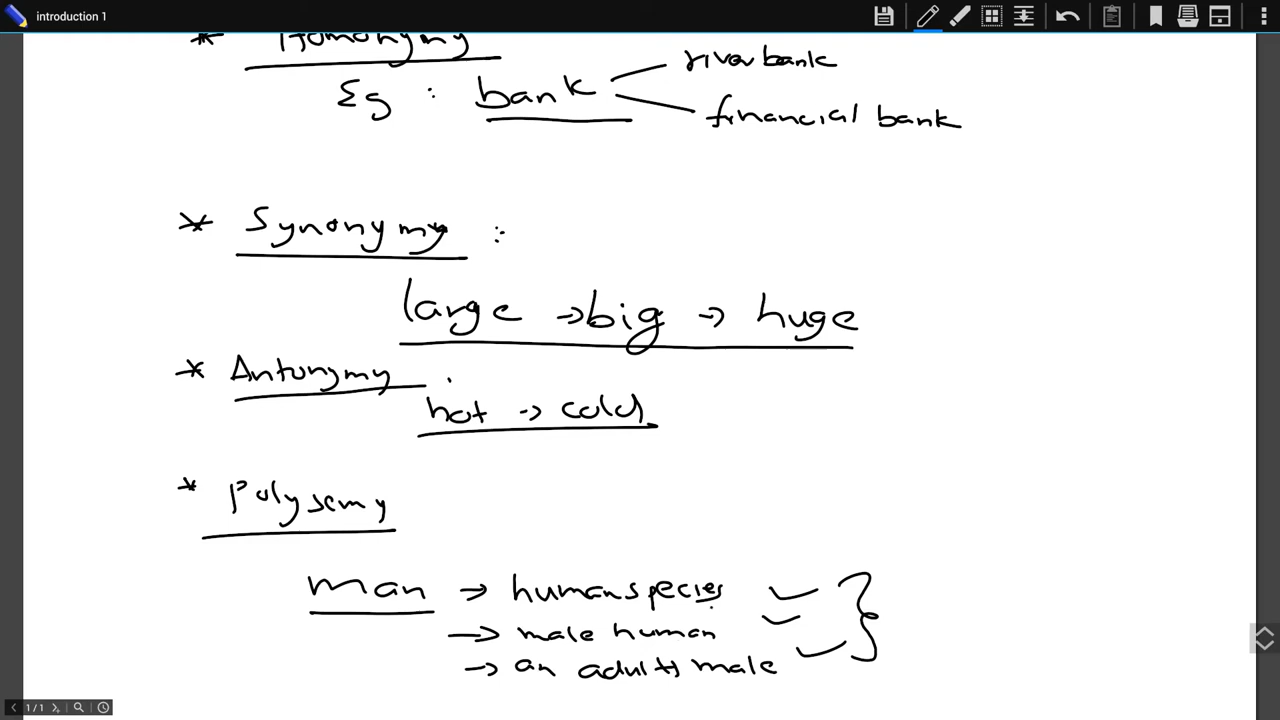 introduction 1
* Homonymy
Eg : bank
river bank
financial bank
* Synonymy :
large → big → huge
* Antonymy
hot → cold
* Polysemy
man → human species
→ male human
→ an adult male
1/1